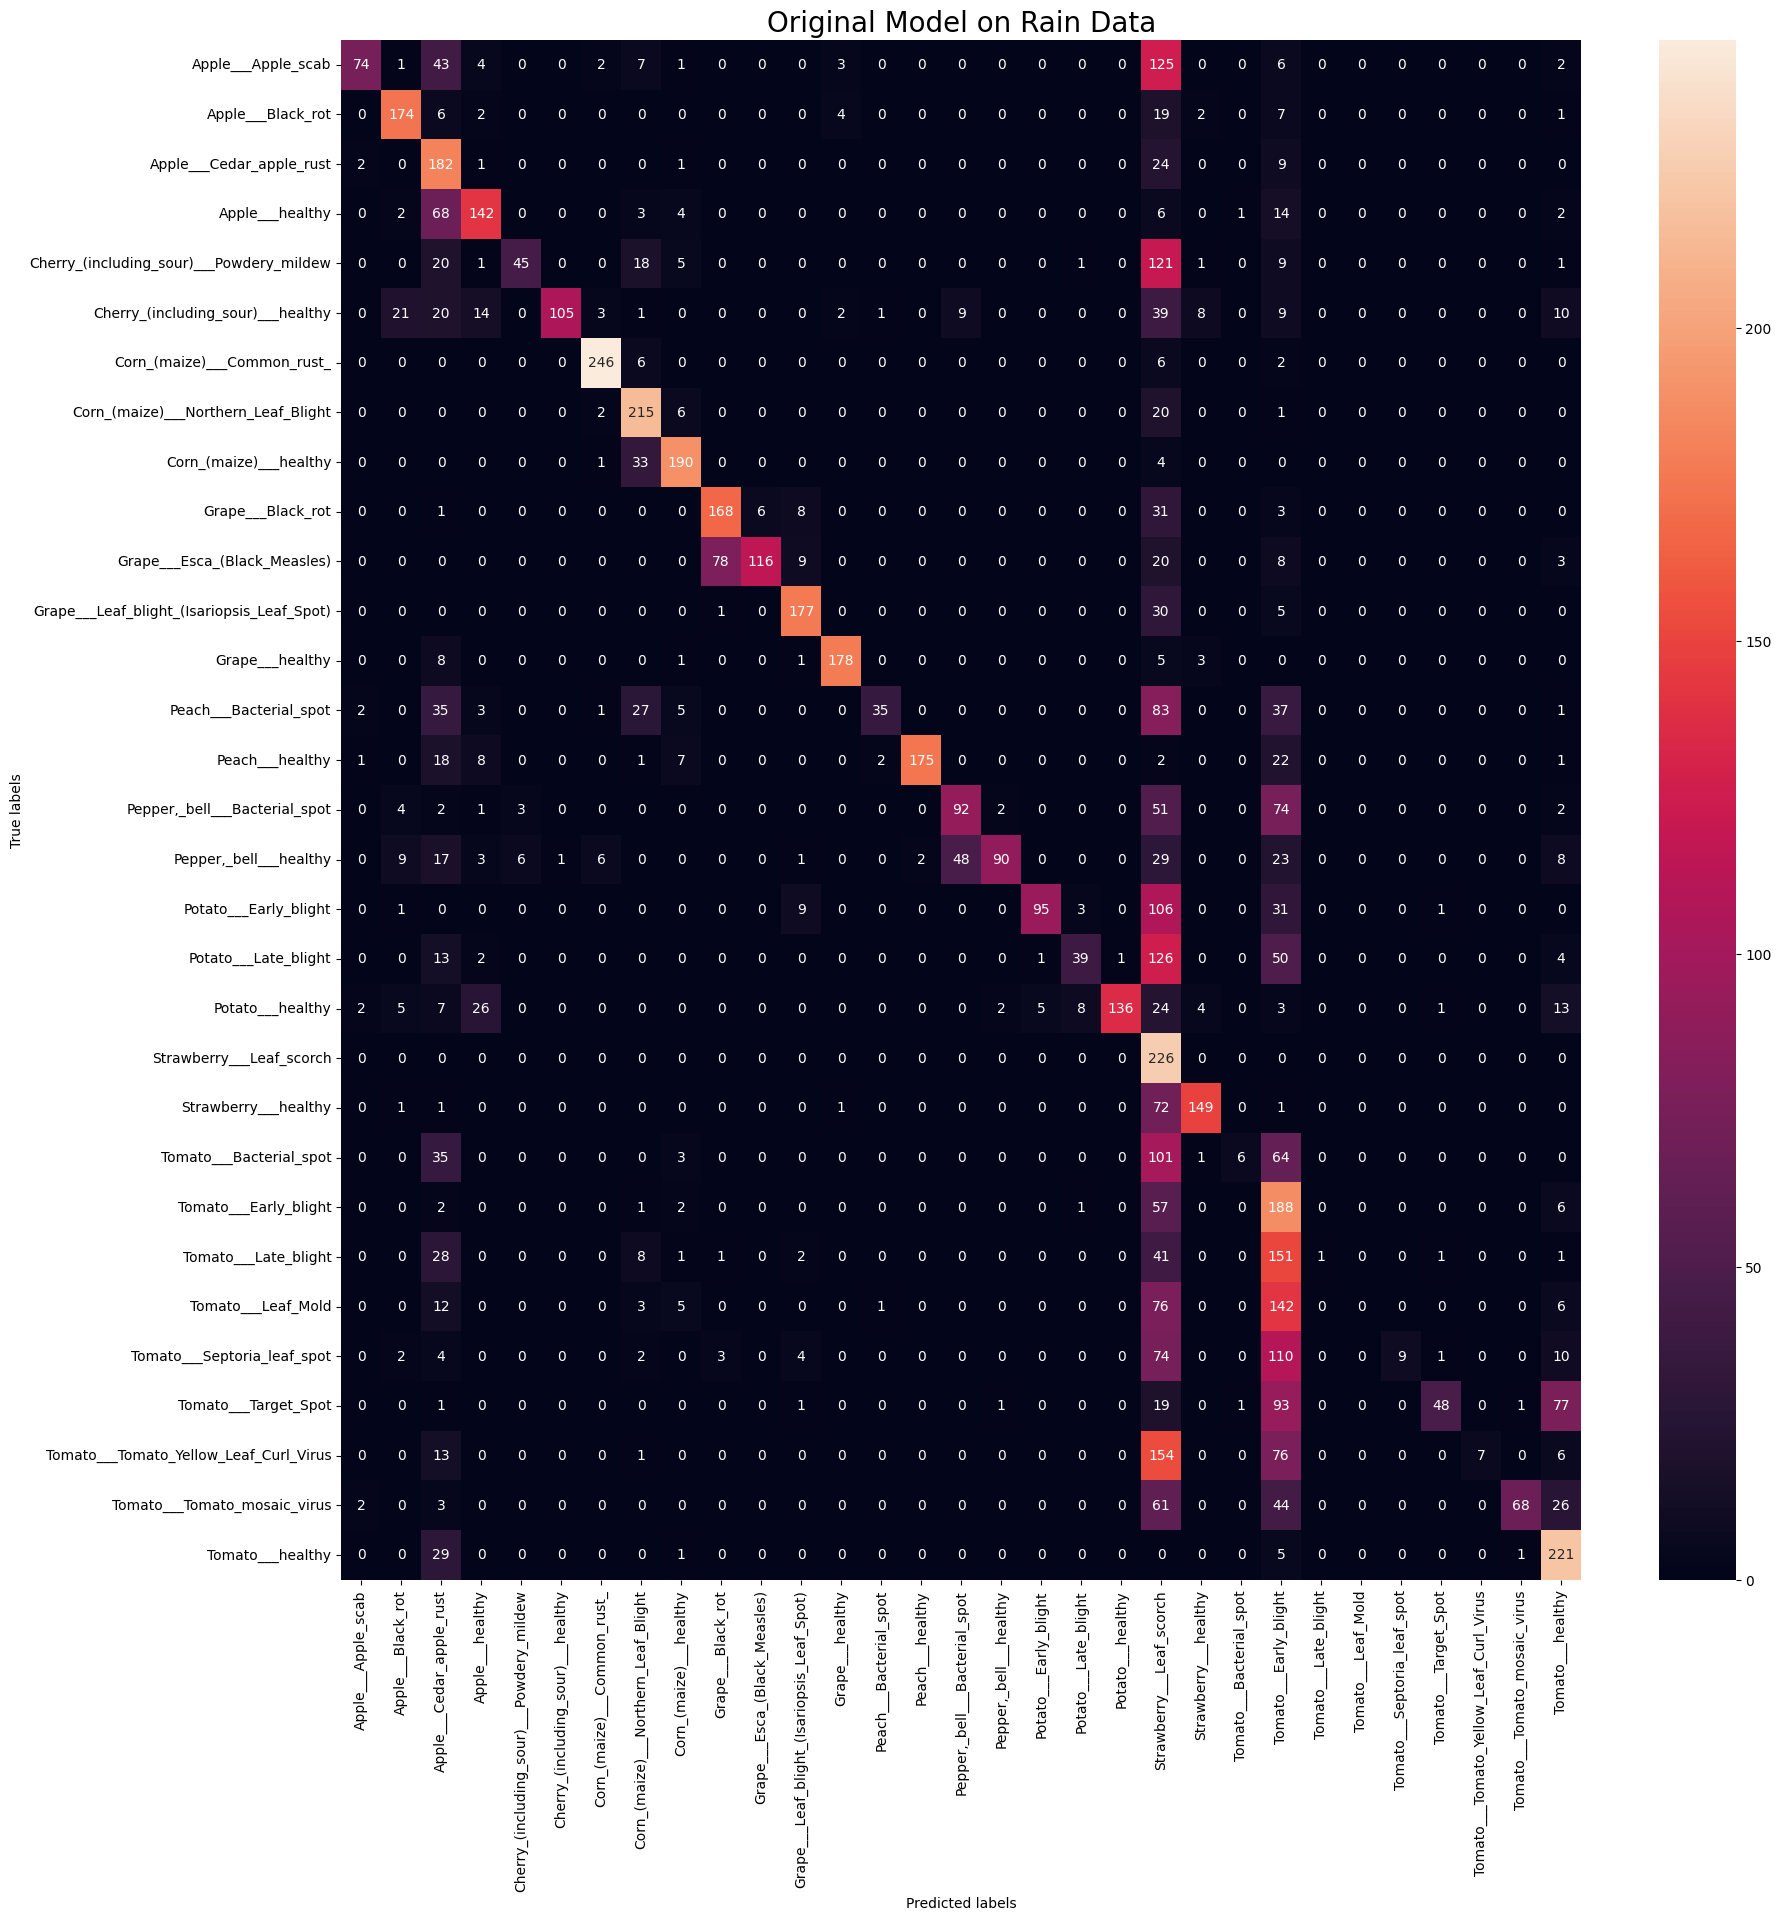 Original Model on Rain Data
True labels
Apple___Apple_scab 74 1 43 4 0 0 2 7 1 0 0 0 3 0 0 0 0 0 0 0 125 0 0 6 0 0 0 0 0 0 2
Apple___Black_rot 0 174 6 2 0 0 0 0 0 0 0 0 4 0 0 0 0 0 0 0 19 2 0 7 0 0 0 0 0 0 1
Apple___Cedar_apple_rust 2 0 182 1 0 0 0 0 1 0 0 0 0 0 0 0 0 0 0 0 24 0 0 9 0 0 0 0 0 0 0
Apple___healthy 0 2 68 142 0 0 0 3 4 0 0 0 0 0 0 0 0 0 0 0 6 0 1 14 0 0 0 0 0 0 2
Cherry_(including_sour)___Powdery_mildew 0 0 20 1 45 0 0 18 5 0 0 0 0 0 0 0 0 0 1 0 121 1 0 9 0 0 0 0 0 0 1
Cherry_(including_sour)___healthy 0 21 20 14 0 105 3 1 0 0 0 0 2 1 0 9 0 0 0 0 39 8 0 9 0 0 0 0 0 0 10
Corn_(maize)___Common_rust_ 0 0 0 0 0 0 246 6 0 0 0 0 0 0 0 0 0 0 0 0 6 0 0 2 0 0 0 0 0 0 0
Corn_(maize)___Northern_Leaf_Blight 0 0 0 0 0 0 2 215 6 0 0 0 0 0 0 0 0 0 0 0 20 0 0 1 0 0 0 0 0 0 0
Corn_(maize)___healthy 0 0 0 0 0 0 1 33 190 0 0 0 0 0 0 0 0 0 0 0 4 0 0 0 0 0 0 0 0 0 0
Grape___Black_rot 0 0 1 0 0 0 0 0 0 168 6 8 0 0 0 0 0 0 0 0 31 0 0 3 0 0 0 0 0 0 0
Grape___Esca_(Black_Measles) 0 0 0 0 0 0 0 0 0 78 116 9 0 0 0 0 0 0 0 0 20 0 0 8 0 0 0 0 0 0 3
Grape___Leaf_blight_(Isariopsis_Leaf_Spot) 0 0 0 0 0 0 0 0 0 1 0 177 0 0 0 0 0 0 0 0 30 0 0 5 0 0 0 0 0 0 0
Grape___healthy 0 0 8 0 0 0 0 0 1 0 0 1 178 0 0 0 0 0 0 0 5 3 0 0 0 0 0 0 0 0 0
Peach___Bacterial_spot 2 0 35 3 0 0 1 27 5 0 0 0 0 35 0 0 0 0 0 0 83 0 0 37 0 0 0 0 0 0 1
Peach___healthy 1 0 18 8 0 0 0 1 7 0 0 0 0 2 175 0 0 0 0 0 2 0 0 22 0 0 0 0 0 0 1
Pepper,_bell___Bacterial_spot 0 4 2 1 3 0 0 0 0 0 0 0 0 0 0 92 2 0 0 0 51 0 0 74 0 0 0 0 0 0 2
Pepper,_bell___healthy 0 9 17 3 6 1 6 0 0 0 0 1 0 0 2 48 90 0 0 0 29 0 0 23 0 0 0 0 0 0 8
Potato___Early_blight 0 1 0 0 0 0 0 0 0 0 0 9 0 0 0 0 0 95 3 0 106 0 0 31 0 0 0 1 0 0 0
Potato___Late_blight 0 0 13 2 0 0 0 0 0 0 0 0 0 0 0 0 0 1 39 1 126 0 0 50 0 0 0 0 0 0 4
Potato___healthy 2 5 7 26 0 0 0 0 0 0 0 0 0 0 0 2 0 5 8 136 24 4 0 3 0 0 0 1 0 0 13
Strawberry___Leaf_scorch 0 0 0 0 0 0 0 0 0 0 0 0 0 0 0 0 0 0 0 0 226 0 0 0 0 0 0 0 0 0 0
Strawberry___healthy 0 1 1 0 0 0 0 0 0 0 0 0 1 0 0 0 0 0 0 0 72 149 0 1 0 0 0 0 0 0 0
Tomato___Bacterial_spot 0 0 35 0 0 0 0 0 3 0 0 0 0 0 0 0 0 0 0 0 101 1 6 64 0 0 0 0 0 0 0
Tomato___Early_blight 0 0 2 0 0 0 0 1 2 0 0 0 0 0 0 0 0 0 1 0 57 0 0 188 0 0 0 0 0 0 6
Tomato___Late_blight 0 0 28 0 0 0 0 8 1 1 0 2 0 0 0 0 0 0 0 0 41 0 0 151 1 0 0 1 0 0 1
Tomato___Leaf_Mold 0 0 12 0 0 0 0 3 5 0 0 0 0 1 0 0 0 0 0 0 76 0 0 142 0 0 0 0 0 0 6
Tomato___Septoria_leaf_spot 0 2 4 0 0 0 0 2 0 3 0 4 0 0 0 0 0 0 0 0 74 0 0 110 0 0 9 1 0 0 10
Tomato___Target_Spot 0 0 1 0 0 0 0 0 0 0 0 1 0 0 0 0 1 0 0 0 19 0 1 93 0 0 0 48 0 1 77
Tomato___Tomato_Yellow_Leaf_Curl_Virus 0 0 13 0 0 0 0 1 0 0 0 0 0 0 0 0 0 0 0 0 154 0 0 76 0 0 0 0 7 0 6
Tomato___Tomato_mosaic_virus 2 0 3 0 0 0 0 0 0 0 0 0 0 0 0 0 0 0 0 0 61 0 0 44 0 0 0 0 0 68 26
Tomato___healthy 0 0 29 0 0 0 0 0 1 0 0 0 0 0 0 0 0 0 0 0 0 0 0 5 0 0 0 0 0 1 221
Apple___Apple_scab
Apple___Black_rot
Apple___Cedar_apple_rust
Apple___healthy
Cherry_(including_sour)___Powdery_mildew
Cherry_(including_sour)___healthy
Corn_(maize)___Common_rust_
Corn_(maize)___Northern_Leaf_Blight
Corn_(maize)___healthy
Grape___Black_rot
Grape___Esca_(Black_Measles)
Grape___Leaf_blight_(Isariopsis_Leaf_Spot)
Grape___healthy
Peach___Bacterial_spot
Peach___healthy
Pepper,_bell___Bacterial_spot
Pepper,_bell___healthy
Potato___Early_blight
Potato___Late_blight
Potato___healthy
Strawberry___Leaf_scorch
Strawberry___healthy
Tomato___Bacterial_spot
Tomato___Early_blight
Tomato___Late_blight
Tomato___Leaf_Mold
Tomato___Septoria_leaf_spot
Tomato___Target_Spot
Tomato___Tomato_Yellow_Leaf_Curl_Virus
Tomato___Tomato_mosaic_virus
Tomato___healthy
Predicted labels
200
150
100
50
0